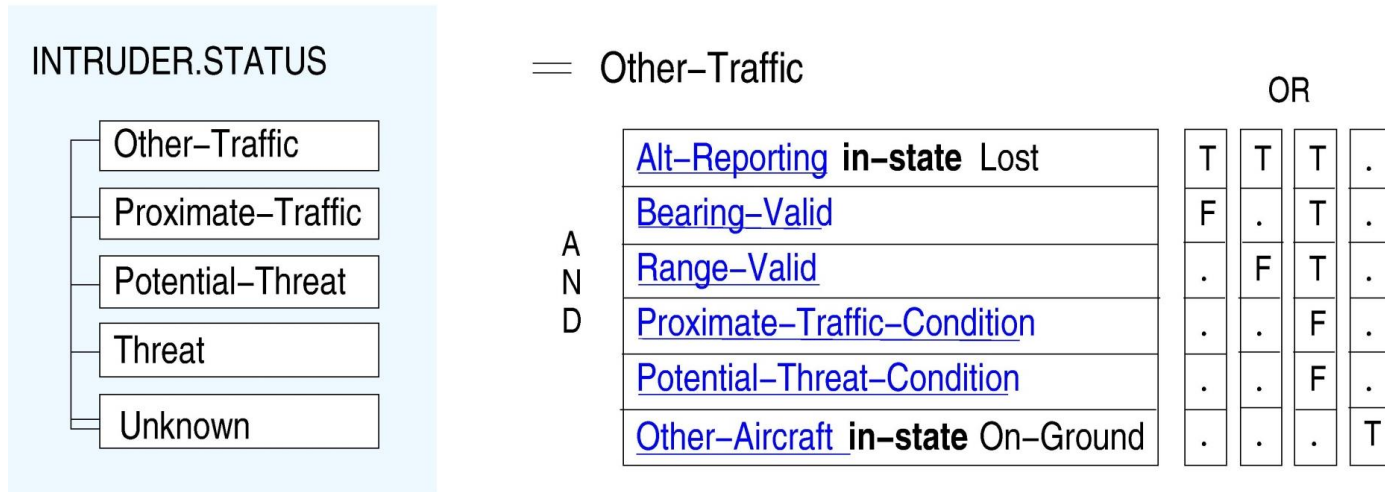 INTRUDER.STATUS
Other–Traffic
Proximate–Traffic
Potential–Threat
Threat
Unknown
= Other–Traffic
OR
AND
Alt–Reporting in–state Lost T T T .
Bearing–Valid F . T .
Range–Valid . F T .
Proximate–Traffic–Condition . . F .
Potential–Threat–Condition . . F .
Other–Aircraft in–state On–Ground . . . T